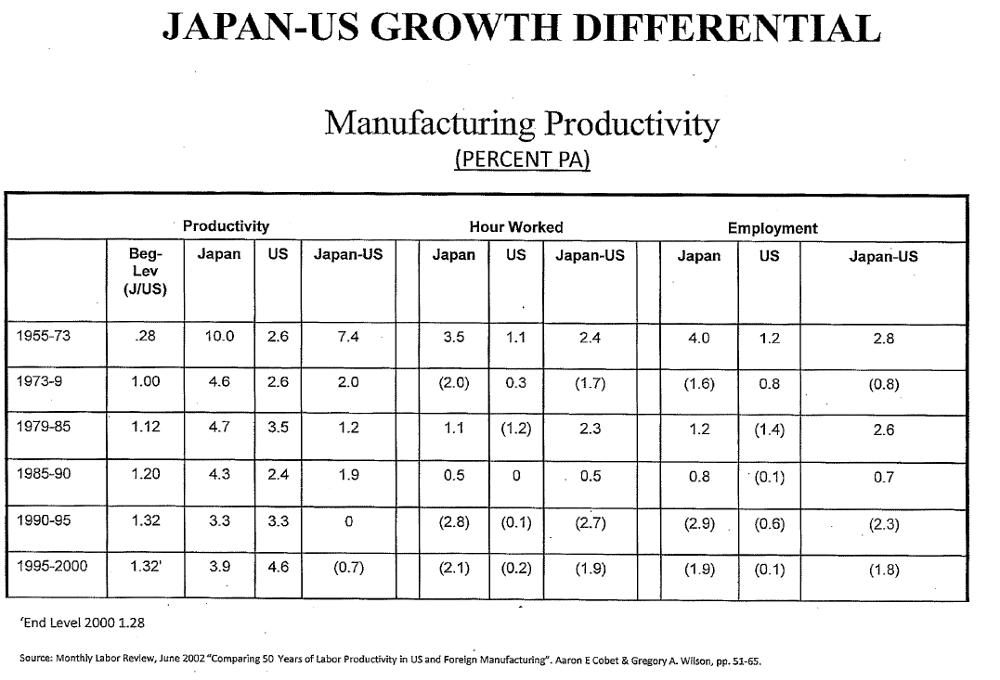 JAPAN-US GROWTH DIFFERENTIAL
Manufacturing Productivity
(PERCENT PA)
Productivity Hour Worked Employment
Beg-Lev (J/US) Japan US Japan-US Japan US Japan-US Japan US Japan-US
1955-73 .28 10.0 2.6 7.4 3.5 1.1 2.4 4.0 1.2 2.8
1973-9 1.00 4.6 2.6 2.0 (2.0) 0.3 (1.7) (1.6) 0.8 (0.8)
1979-85 1.12 4.7 3.5 1.2 1.1 (1.2) 2.3 1.2 (1.4) 2.6
1985-90 1.20 4.3 2.4 1.9 0.5 0 0.5 0.8 (0.1) 0.7
1990-95 1.32 3.3 3.3 0 (2.8) (0.1) (2.7) (2.9) (0.6) (2.3)
1995-2000 1.32' 3.9 4.6 (0.7) (2.1) (0.2) (1.9) (1.9) (0.1) (1.8)
'End Level 2000 1.28
Source: Monthly Labor Review, June 2002 "Comparing 50 Years of Labor Productivity in US and Foreign Manufacturing". Aaron E Cobet & Gregory A. Wilson, pp. 51-65.